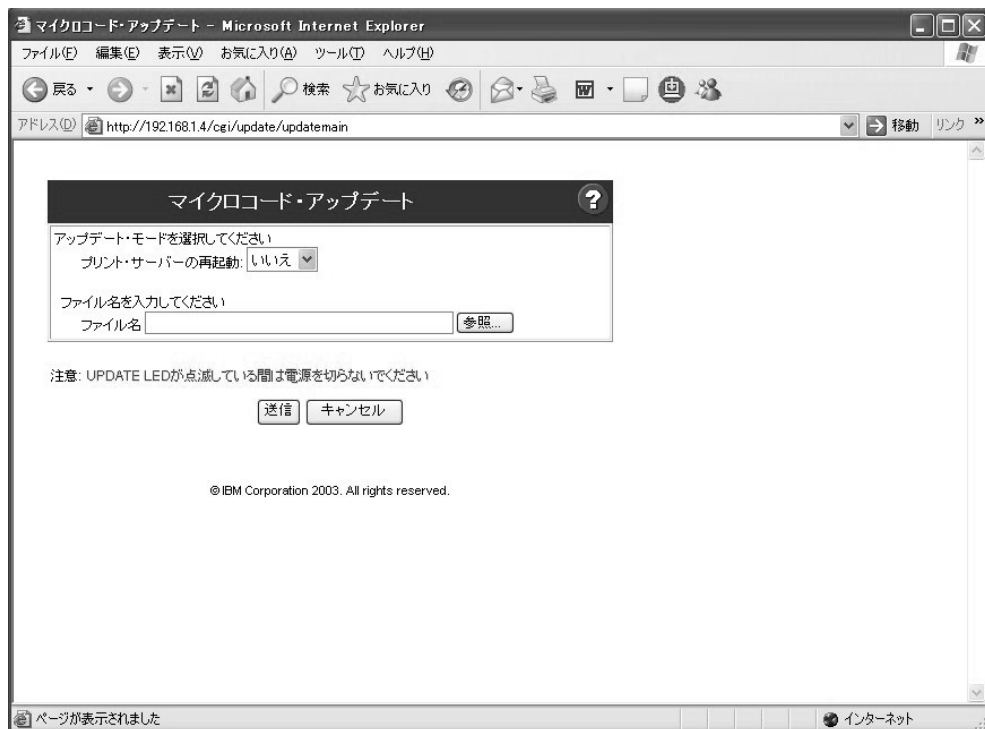 マイクロコード・アップデート - Microsoft Internet Explorer
ファイル(F) 編集(E) 表示(V) お気に入り(A) ツール(T) ヘルプ(H)
戻る 検索 お気に入り
アドレス(D) http://192.168.1.4/cgi/update/updatemain 移動 リンク »
マイクロコード・アップデート ?
アップデート・モードを選択してください
プリント・サーバーの再起動: いいえ
ファイル名を入力してください
ファイル名 参照...
注意: UPDATE LEDが点滅している間は電源を切らないでください
送信 キャンセル
© IBM Corporation 2003. All rights reserved.
ページが表示されました インターネット